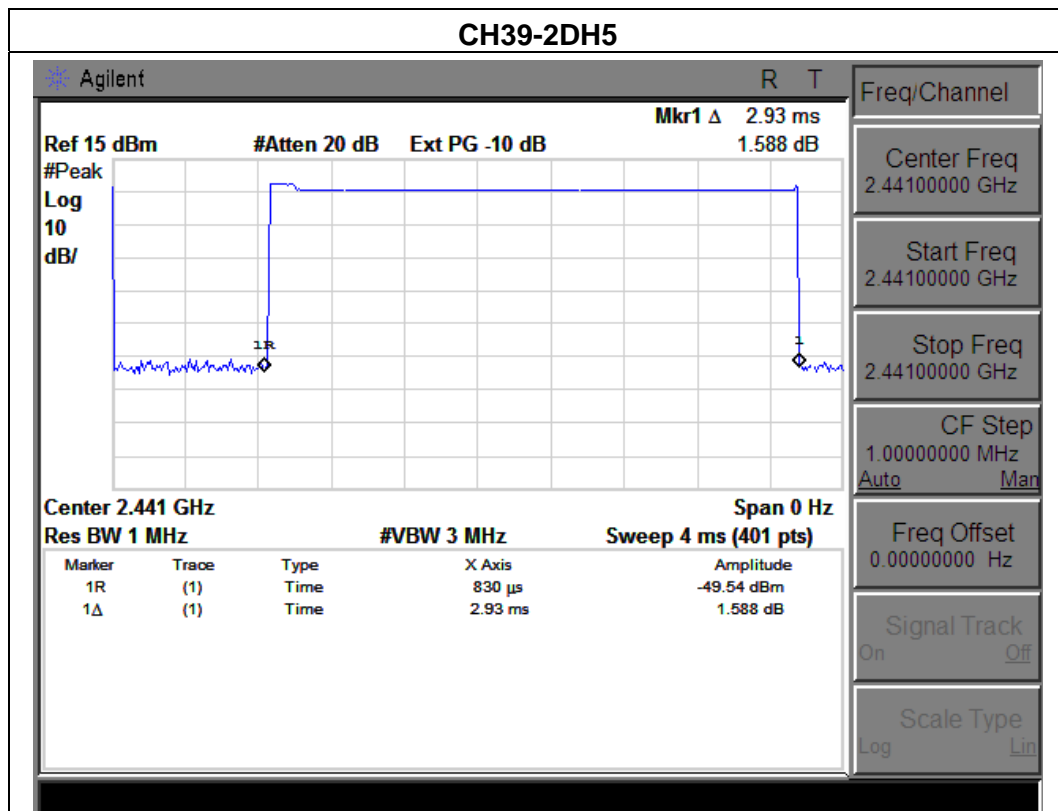 CH39-2DH5
Agilent R T
Mkr1 Δ 2.93 ms
Ref 15 dBm #Atten 20 dB Ext PG -10 dB 1.588 dB
#Peak
Log
10
dB/
1R
1
Center 2.441 GHz Span 0 Hz
Res BW 1 MHz #VBW 3 MHz Sweep 4 ms (401 pts)
Marker Trace Type X Axis Amplitude
1R (1) Time 830 µs -49.54 dBm
1Δ (1) Time 2.93 ms 1.588 dB
Freq/Channel
Center Freq
2.44100000 GHz
Start Freq
2.44100000 GHz
Stop Freq
2.44100000 GHz
CF Step
1.00000000 MHz
Auto Man
Freq Offset
0.00000000 Hz
Signal Track
On Off
Scale Type
Log Lin